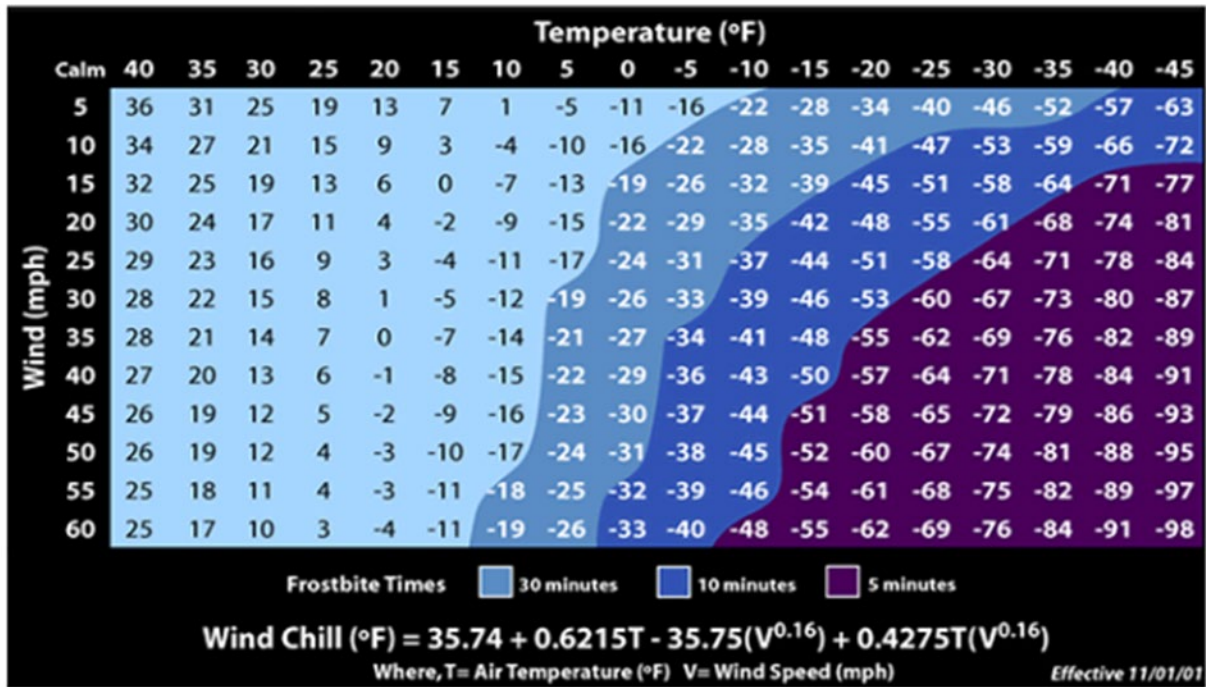 Temperature (ºF)
Calm 40 35 30 25 20 15 10 5 0 -5 -10 -15 -20 -25 -30 -35 -40 -45
Wind (mph)
5 36 31 25 19 13 7 1 -5 -11 -16 -22 -28 -34 -40 -46 -52 -57 -63
10 34 27 21 15 9 3 -4 -10 -16 -22 -28 -35 -41 -47 -53 -59 -66 -72
15 32 25 19 13 6 0 -7 -13 -19 -26 -32 -39 -45 -51 -58 -64 -71 -77
20 30 24 17 11 4 -2 -9 -15 -22 -29 -35 -42 -48 -55 -61 -68 -74 -81
25 29 23 16 9 3 -4 -11 -17 -24 -31 -37 -44 -51 -58 -64 -71 -78 -84
30 28 22 15 8 1 -5 -12 -19 -26 -33 -39 -46 -53 -60 -67 -73 -80 -87
35 28 21 14 7 0 -7 -14 -21 -27 -34 -41 -48 -55 -62 -69 -76 -82 -89
40 27 20 13 6 -1 -8 -15 -22 -29 -36 -43 -50 -57 -64 -71 -78 -84 -91
45 26 19 12 5 -2 -9 -16 -23 -30 -37 -44 -51 -58 -65 -72 -79 -86 -93
50 26 19 12 4 -3 -10 -17 -24 -31 -38 -45 -52 -60 -67 -74 -81 -88 -95
55 25 18 11 4 -3 -11 -18 -25 -32 -39 -46 -54 -61 -68 -75 -82 -89 -97
60 25 17 10 3 -4 -11 -19 -26 -33 -40 -48 -55 -62 -69 -76 -84 -91 -98
Frostbite Times 30 minutes 10 minutes 5 minutes
Wind Chill (ºF) = 35.74 + 0.6215T - 35.75(V^0.16) + 0.4275T(V^0.16)
Where, T= Air Temperature (ºF) V= Wind Speed (mph) Effective 11/01/01